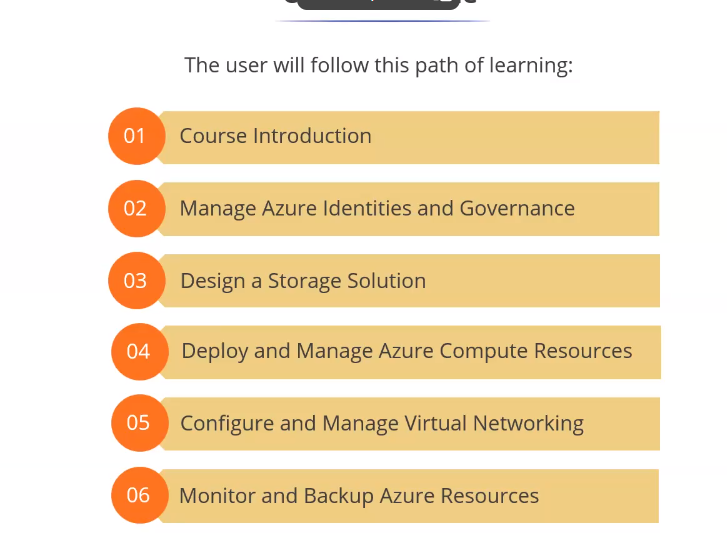 The user will follow this path of learning:
01 Course Introduction
02 Manage Azure Identities and Governance
03 Design a Storage Solution
04 Deploy and Manage Azure Compute Resources
05 Configure and Manage Virtual Networking
06 Monitor and Backup Azure Resources